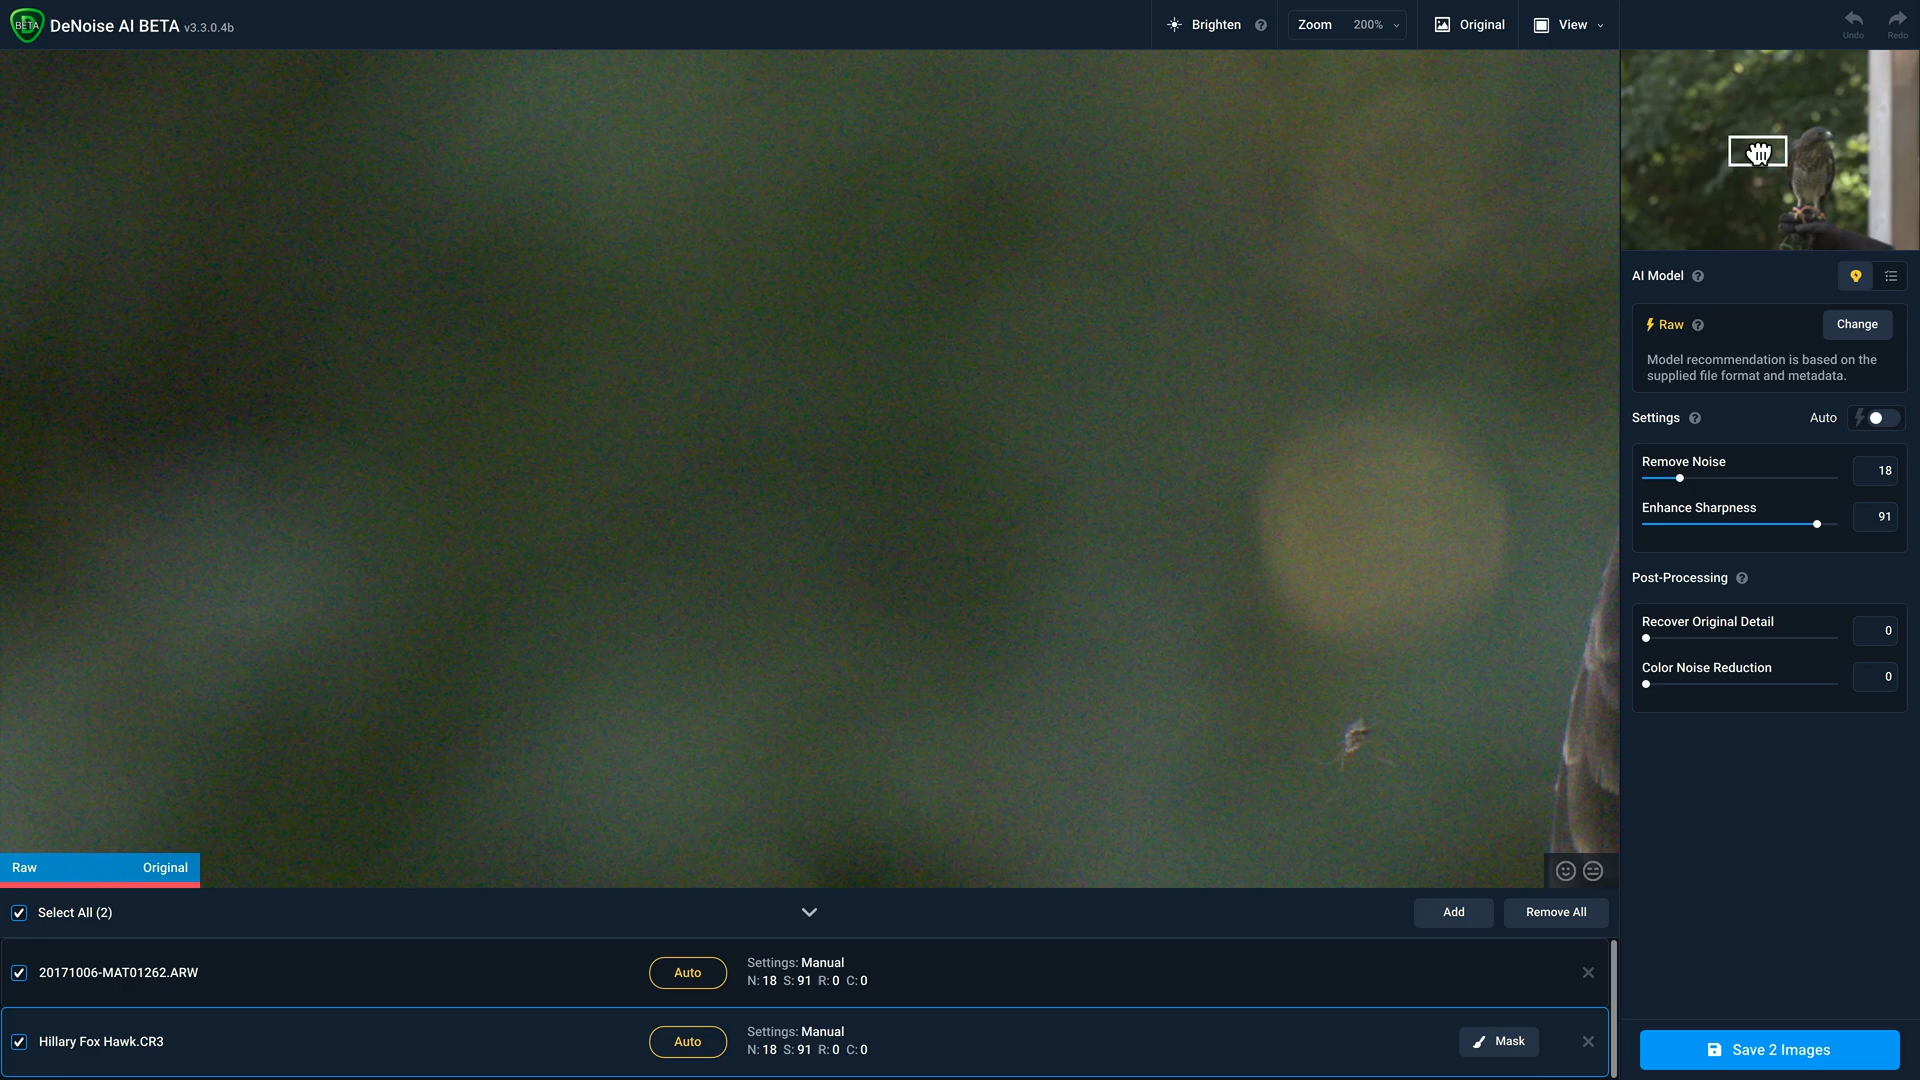 BETA DeNoise AI BETA v3.3.0.4b
Brighten
Zoom 200%
Original
View
Undo
Redo
AI Model
Raw
Change
Model recommendation is based on the
supplied file format and metadata.
Settings
Auto
Remove Noise
18
Enhance Sharpness
91
Post-Processing
Recover Original Detail
0
Color Noise Reduction
0
Raw
Original
Select All (2)
Add
Remove All
20171006-MAT01262.ARW
Auto
Settings: Manual
N: 18 S: 91 R: 0 C: 0
Hillary Fox Hawk.CR3
Auto
Settings: Manual
N: 18 S: 91 R: 0 C: 0
Mask
Save 2 Images